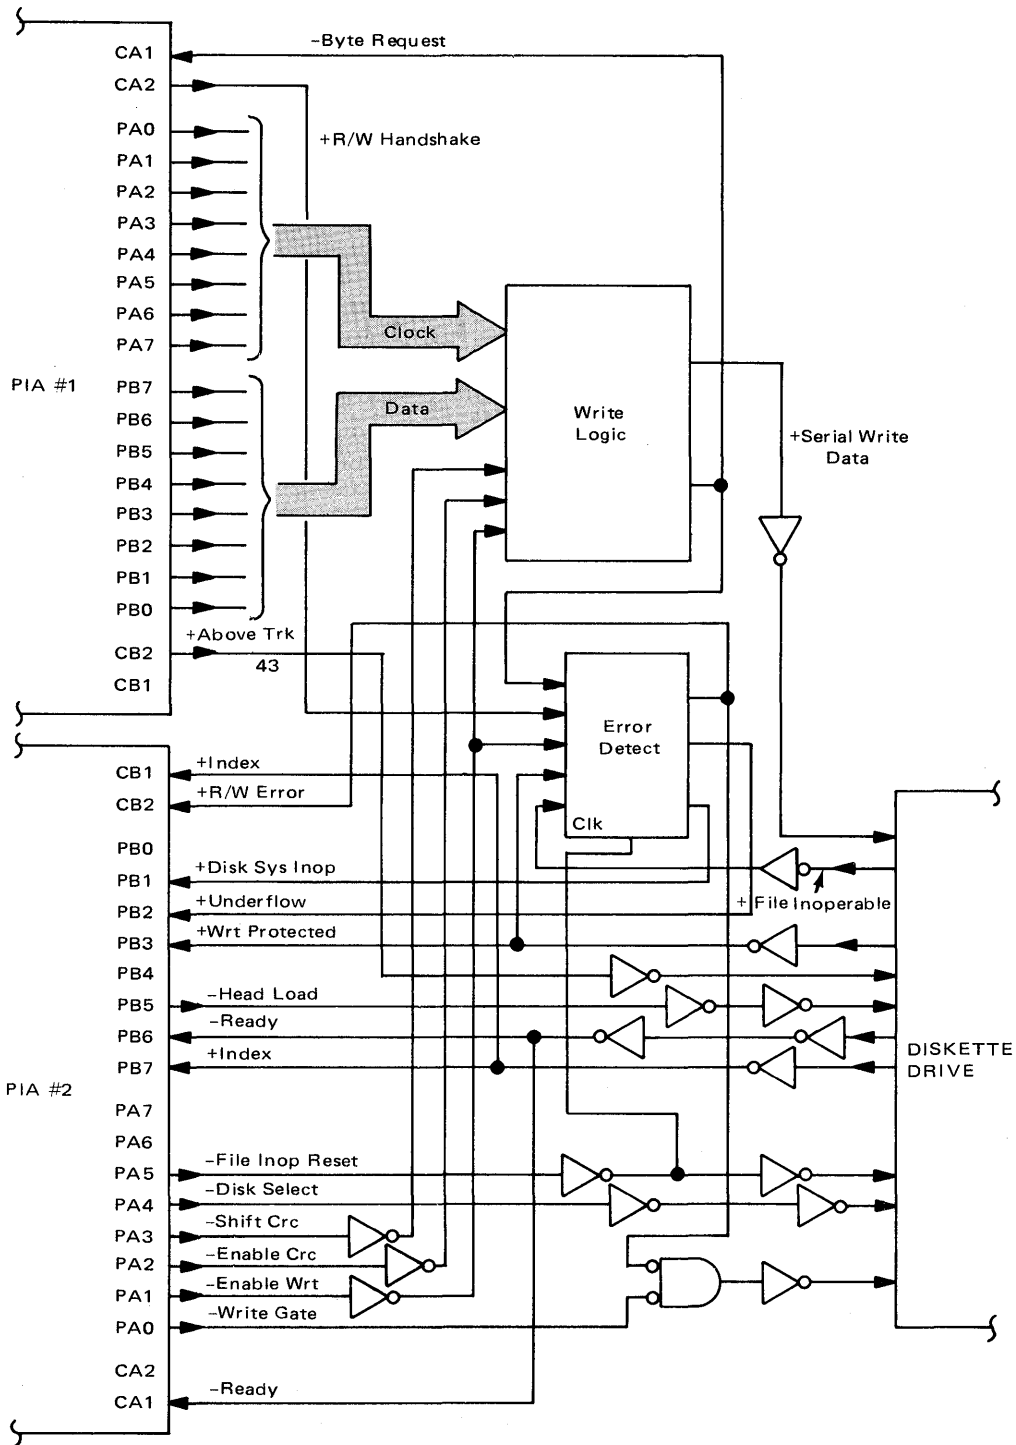 CA1
−Byte Request
CA2
PA0
+R/W Handshake
PA1
PA2
PA3
PA4
PA5
PA6
Clock
PA7
PIA #1
PB7
Data
Write
Logic
PB6
+Serial Write
Data
PB5
PB4
PB3
PB2
PB1
PB0
+Above Trk
43
CB2
CB1
Error
Detect
CB1
+Index
CB2
+R/W Error
Clk
PB0
PB1
+Disk Sys Inop
+ File Inoperable
PB2
+Underflow
PB3
+Wrt Protected
PB4
PB5
−Head Load
PB6
−Ready
DISKETTE
DRIVE
PB7
+Index
PIA #2
PA7
PA6
PA5
−File Inop Reset
PA4
−Disk Select
PA3
−Shift Crc
PA2
−Enable Crc
PA1
−Enable Wrt
PA0
−Write Gate
CA2
CA1
−Ready